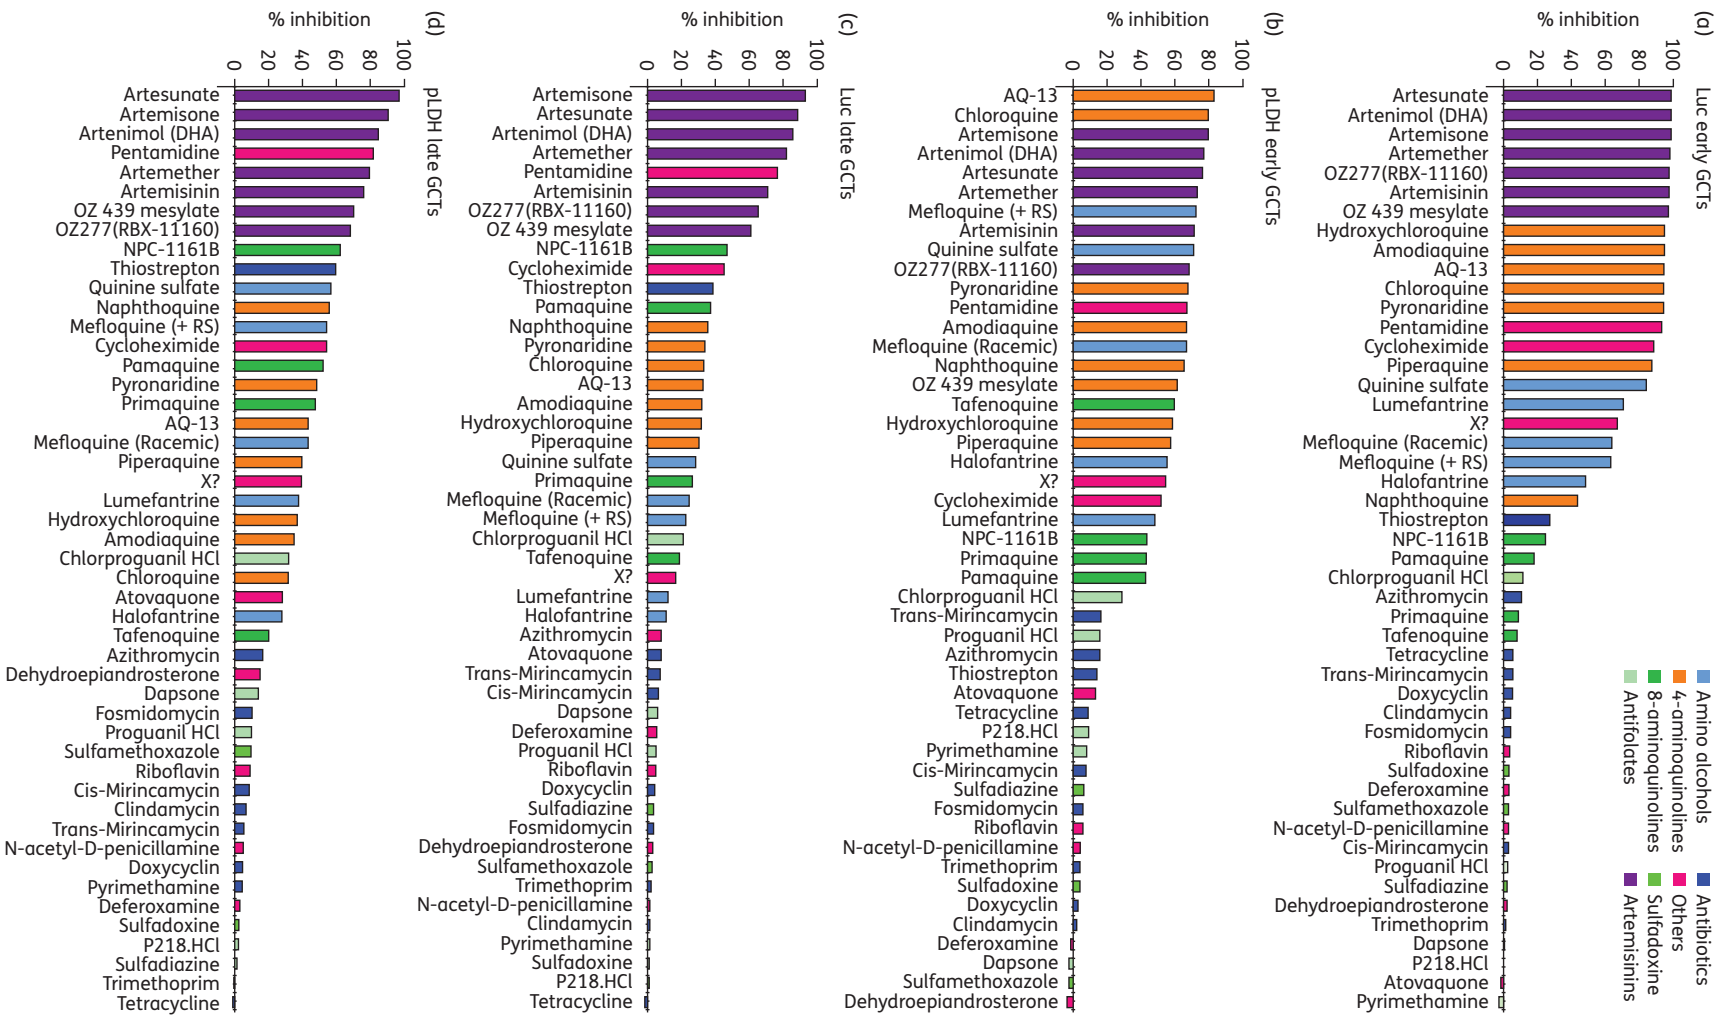 (a)
Luc early GCTs
% inhibition
0
20
40
60
80
100
Artesunate
Artenimol (DHA)
Artemisone
Artemether
OZ277(RBX-11160)
Artemisinin
OZ 439 mesylate
Hydroxychloroquine
Amodiaquine
AQ-13
Chloroquine
Pyronaridine
Pentamidine
Cycloheximide
Piperaquine
Quinine sulfate
Lumefantrine
X?
Mefloquine (Racemic)
Mefloquine (+ RS)
Halofantrine
Naphthoquine
Thiostrepton
NPC-1161B
Pamaquine
Chlorproguanil HCl
Azithromycin
Primaquine
Tafenoquine
Tetracycline
Trans-Mirincamycin
Doxycyclin
Clindamycin
Fosmidomycin
Riboflavin
Sulfadoxine
Deferoxamine
Sulfamethoxazole
N-acetyl-D-penicillamine
Cis-Mirincamycin
Proguanil HCl
Sulfadiazine
Dehydroepiandrosterone
Trimethoprim
Dapsone
P218.HCl
Atovaquone
Pyrimethamine
Amino alcohols
4-aminoquinolines
8-aminoquinolines
Antifolates
Antibiotics
Others
Sulfadoxine
Artemisinins
(b)
pLDH early GCTs
% inhibition
0
20
40
60
80
100
AQ-13
Chloroquine
Artemisone
Artenimol (DHA)
Artesunate
Artemether
Mefloquine (+ RS)
Artemisinin
Quinine sulfate
OZ277(RBX-11160)
Pyronaridine
Pentamidine
Amodiaquine
Mefloquine (Racemic)
Naphthoquine
OZ 439 mesylate
Tafenoquine
Hydroxychloroquine
Piperaquine
Halofantrine
X?
Cycloheximide
Lumefantrine
NPC-1161B
Primaquine
Pamaquine
Chlorproguanil HCl
Trans-Mirincamycin
Proguanil HCl
Azithromycin
Thiostrepton
Atovaquone
Tetracycline
P218.HCl
Pyrimethamine
Cis-Mirincamycin
Sulfadiazine
Fosmidomycin
Riboflavin
N-acetyl-D-penicillamine
Trimethoprim
Sulfadoxine
Doxycyclin
Clindamycin
Deferoxamine
Dapsone
Sulfamethoxazole
Dehydroepiandrosterone
(c)
Luc late GCTs
% inhibition
0
20
40
60
80
100
Artemisone
Artesunate
Artenimol (DHA)
Artemether
Pentamidine
Artemisinin
OZ277(RBX-11160)
OZ 439 mesylate
NPC-1161B
Cycloheximide
Thiostrepton
Pamaquine
Naphthoquine
Pyronaridine
Chloroquine
AQ-13
Amodiaquine
Hydroxychloroquine
Piperaquine
Quinine sulfate
Primaquine
Mefloquine (Racemic)
Mefloquine (+ RS)
Chlorproguanil HCl
Tafenoquine
X?
Lumefantrine
Halofantrine
Azithromycin
Atovaquone
Trans-Mirincamycin
Cis-Mirincamycin
Dapsone
Deferoxamine
Proguanil HCl
Riboflavin
Doxycyclin
Sulfadiazine
Fosmidomycin
Dehydroepiandrosterone
Sulfamethoxazole
Trimethoprim
N-acetyl-D-penicillamine
Clindamycin
Pyrimethamine
Sulfadoxine
P218.HCl
Tetracycline
(d)
pLDH late GCTs
% inhibition
0
20
40
60
80
100
Artesunate
Artemisone
Artenimol (DHA)
Pentamidine
Artemether
Artemisinin
OZ 439 mesylate
OZ277(RBX-11160)
NPC-1161B
Thiostrepton
Quinine sulfate
Naphthoquine
Mefloquine (+ RS)
Cycloheximide
Pamaquine
Pyronaridine
Primaquine
AQ-13
Mefloquine (Racemic)
Piperaquine
X?
Lumefantrine
Hydroxychloroquine
Amodiaquine
Chlorproguanil HCl
Chloroquine
Atovaquone
Halofantrine
Tafenoquine
Azithromycin
Dehydroepiandrosterone
Dapsone
Fosmidomycin
Proguanil HCl
Sulfamethoxazole
Riboflavin
Cis-Mirincamycin
Clindamycin
Trans-Mirincamycin
N-acetyl-D-penicillamine
Doxycyclin
Pyrimethamine
Deferoxamine
Sulfadoxine
P218.HCl
Sulfadiazine
Trimethoprim
Tetracycline